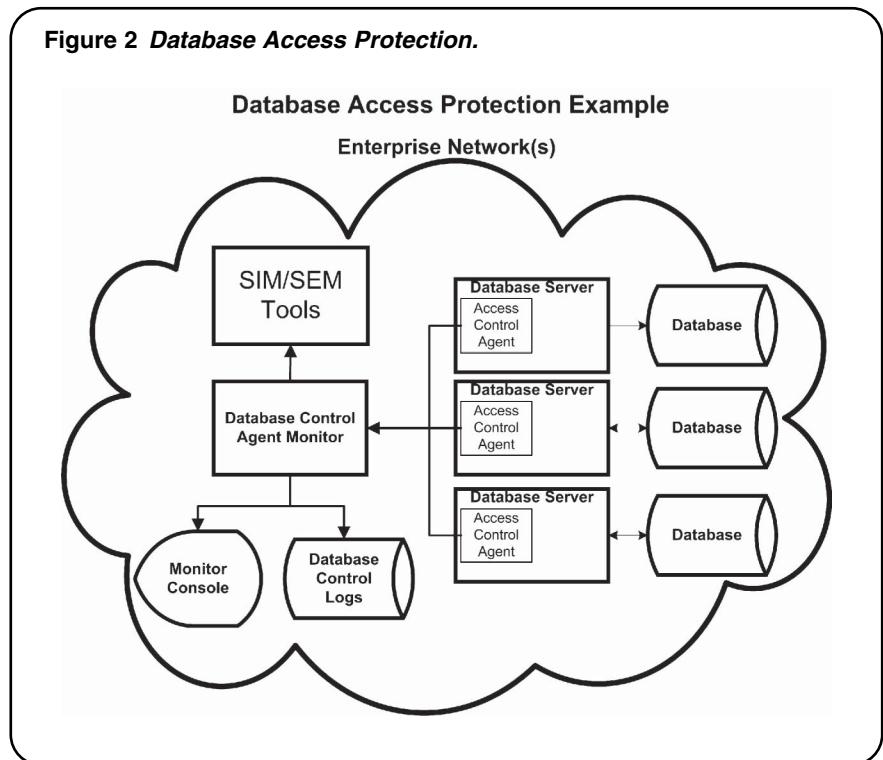 Figure 2 Database Access Protection.
Database Access Protection Example
Enterprise Network(s)
SIM/SEM
Tools
Database Control
Agent Monitor
Monitor
Console
Database
Control
Logs
Database Server
Access
Control
Agent
Database
Database Server
Access
Control
Agent
Database
Database Server
Access
Control
Agent
Database